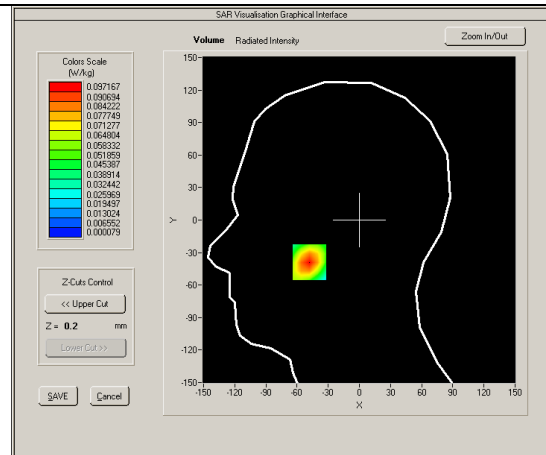 SAR Visualisation Graphical Interface
Volume Radiated Intensity
Zoom In/Out
Colors Scale
(W/kg)
0.097167
0.090694
0.084222
0.077749
0.071277
0.064804
0.058332
0.051859
0.045387
0.038914
0.032442
0.025969
0.019497
0.013024
0.006552
0.000079
Z-Cuts Control
<< Upper Cut
Z = 0.2 mm
Lower Cut >>
SAVE Cancel
150
120
90
60
30
0
-30
-60
-90
-120
-150
Y
-150 -120 -90 -60 -30 0 30 60 90 120 150
X